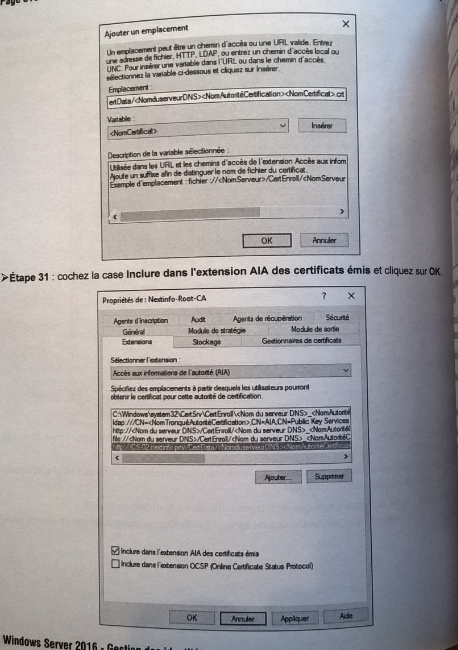 Page
Ajouter un emplacement
Un emplacement peut être un chemin d'accès ou une URL valide. Entrez
une adresse de fichier, HTTP, LDAP, ou entrez un chemin d'accès local ou
UNC. Pour insérer une variable dans l'URL ou dans le chemin d'accès,
sélectionnez la variable ci-dessous et cliquez sur Insérer.
Emplacement :
ertData/<NomduserveurDNS><NomAutoritéCertification><NomCertificat>.crt
Variable :
<NomCertificat>
Insérer
Description de la variable sélectionnée :
Utilisée dans les URL et les chemins d'accès de l'extension Accès aux inform
Ajoute un suffixe afin de distinguer le nom de fichier du certificat.
Exemple d'emplacement : fichier ://<NomServeur>/CertEnroll/<NomServeur
OK Annuler
➤Étape 31 : cochez la case Inclure dans l'extension AIA des certificats émis et cliquez sur OK.
Propriétés de : Nextinfo-Root-CA ? X
Agents d'inscription Audit Agents de récupération Sécurité
Général Module de stratégie Module de sortie
Extensions Stockage Gestionnaires de certificats
Sélectionner l'extension :
Accès aux informations de l'autorité (AIA)
Spécifiez des emplacements à partir desquels les utilisateurs pourront
obtenir le certificat pour cette autorité de certification.
C:\Windows\system32\CertSrv\CertEnroll\<Nom du serveur DNS>_<NomAutorité
ldap:///CN=<NomTronquéAutoritéCertification>,CN=AIA,CN=Public Key Services
http://<Nom du serveur DNS>/CertEnroll/<Nom du serveur DNS>_<NomAutorité
file://<Nom du serveur DNS>/CertEnroll/<Nom du serveur DNS>_<NomAutoritéC
Ajouter... Supprimer
Inclure dans l'extension AIA des certificats émis
Inclure dans l'extension OCSP (Online Certificate Status Protocol)
OK Annuler Appliquer Aide
Windows Server 2016 - Gestion des